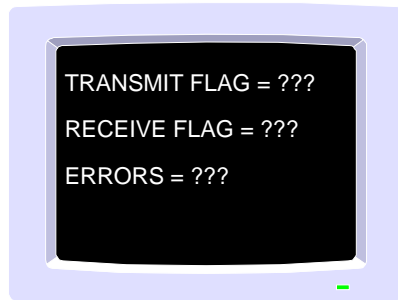 TRANSMIT FLAG = ???
RECEIVE FLAG = ???
ERRORS = ???